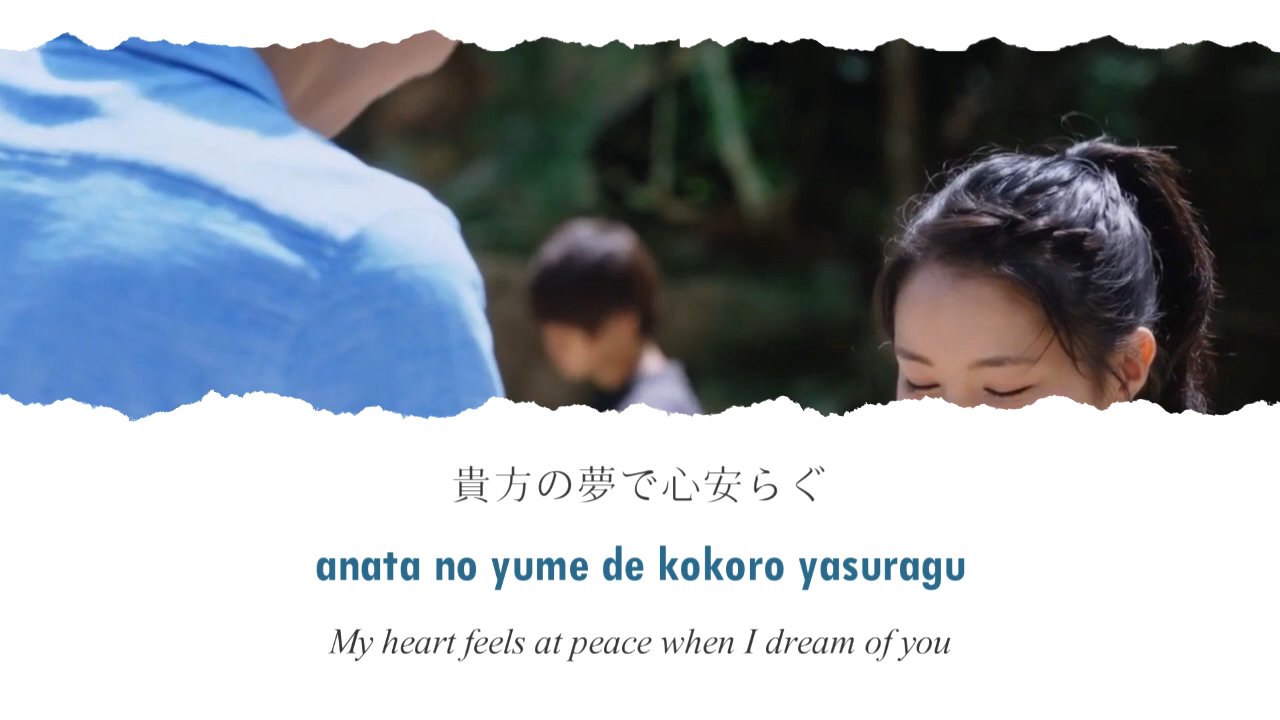 貴方の夢で心安らぐ
anata no yume de kokoro yasuragu
My heart feels at peace when I dream of you